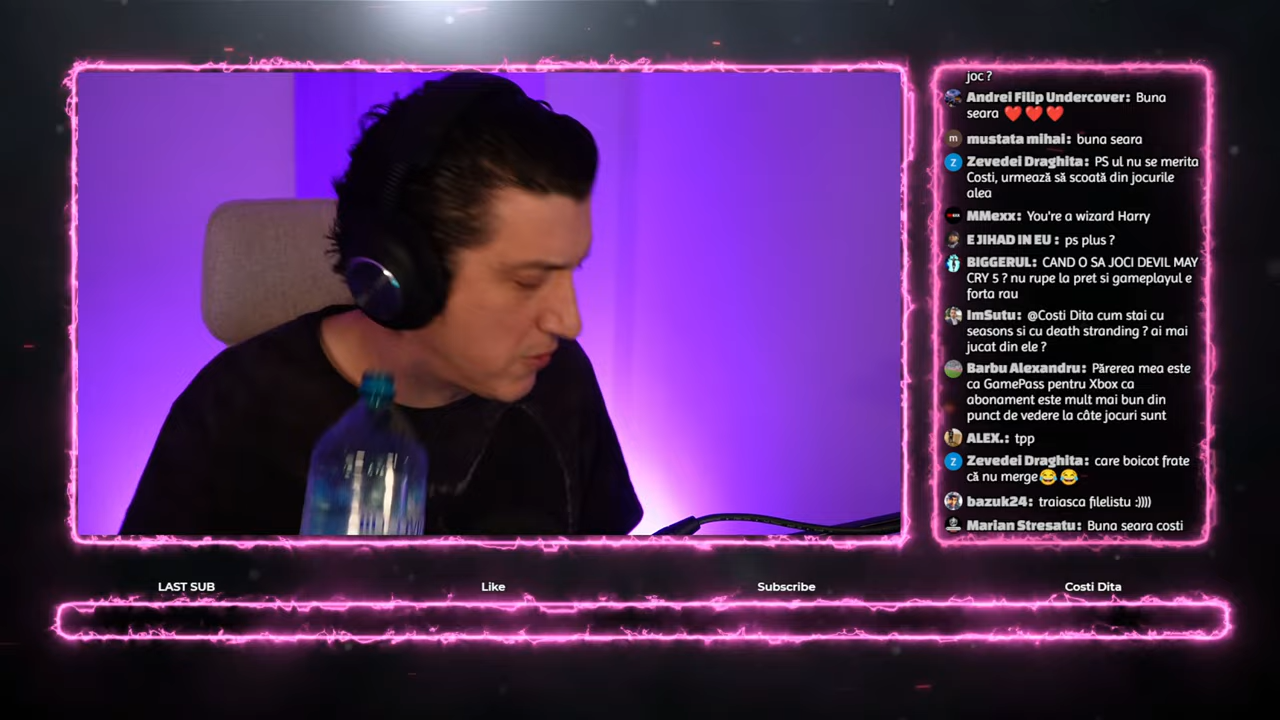 joc ?
Andrei Filip Undercover: Buna
seara ❤️ ❤️ ❤️
m
mustata mihai: buna seara
Z
Zevedei Draghita: PS ul nu se merita
Costi, urmează să scoată din jocurile
alea
MMexx: You're a wizard Harry
E JIHAD IN EU : ps plus ?
BIGGERUL: CAND O SA JOCI DEVIL MAY
CRY 5 ? nu rupe la pret si gameplayul e
forta rau
ImSutu: @Costi Dita cum stai cu
seasons si cu death stranding ? ai mai
jucat din ele ?
Barbu Alexandru: Părerea mea este
ca GamePass pentru Xbox ca
abonament este mult mai bun din
punct de vedere la câte jocuri sunt
ALEX.: tpp
Z
Zevedei Draghita: care boicot frate
că nu merge😂 😂
bazuk24: traiasca filelistu :))))
Marian Stresatu: Buna seara costi
LAST SUB
Like
Subscribe
Costi Dita